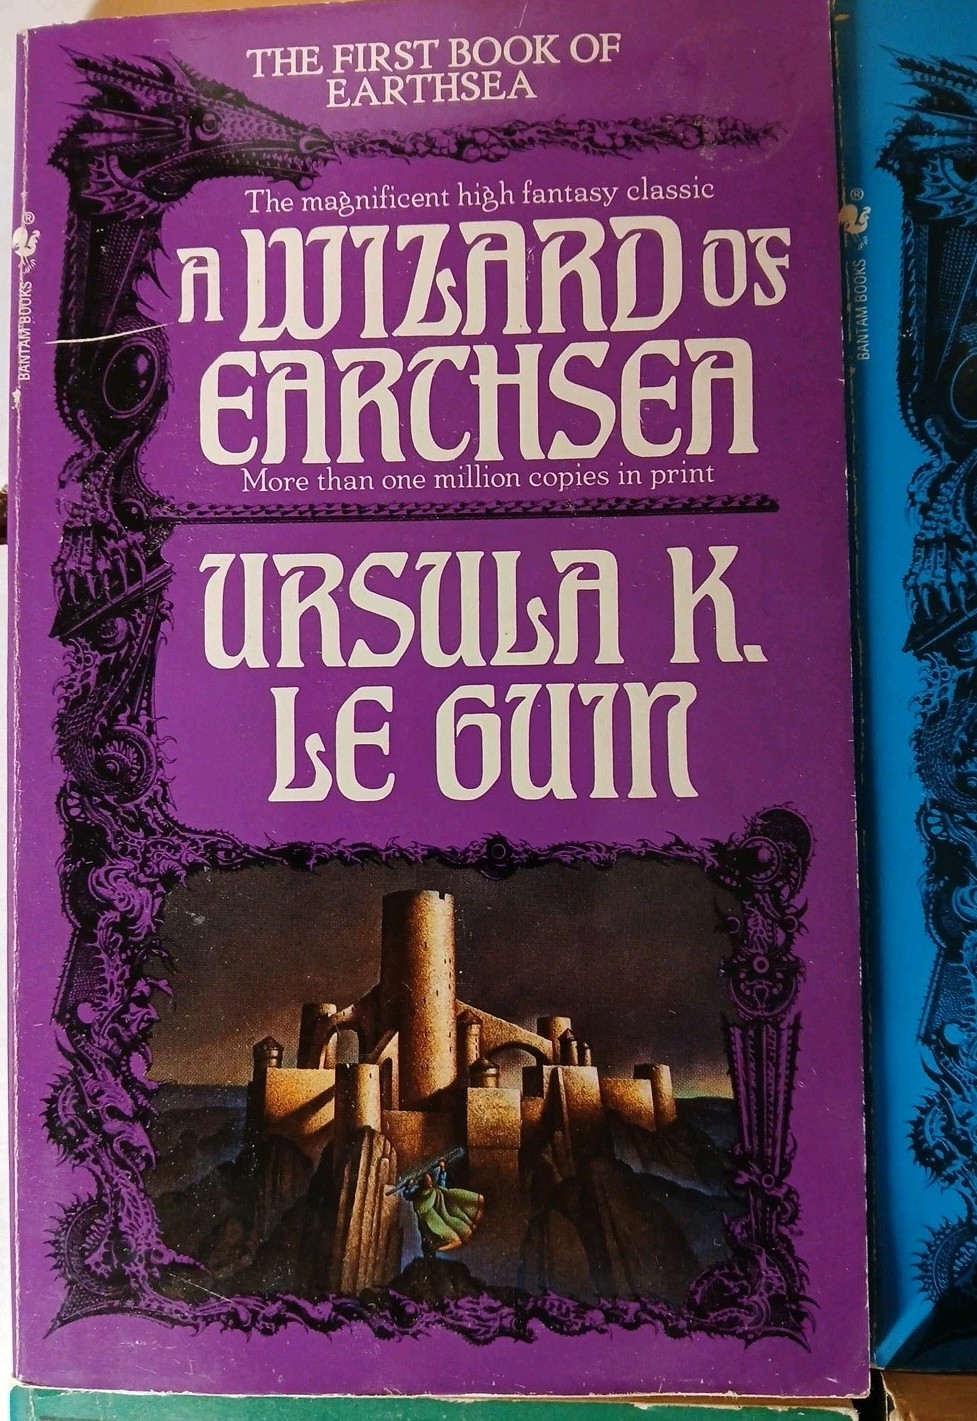 THE FIRST BOOK OF
EARTHSEA
The magnificent high fantasy classic
A WIZARD OF
EARTHSEA
More than one million copies in print
URSULA K.
LE GUIN
BANTAM BOOKS ®
BANTAM BOOKS ®